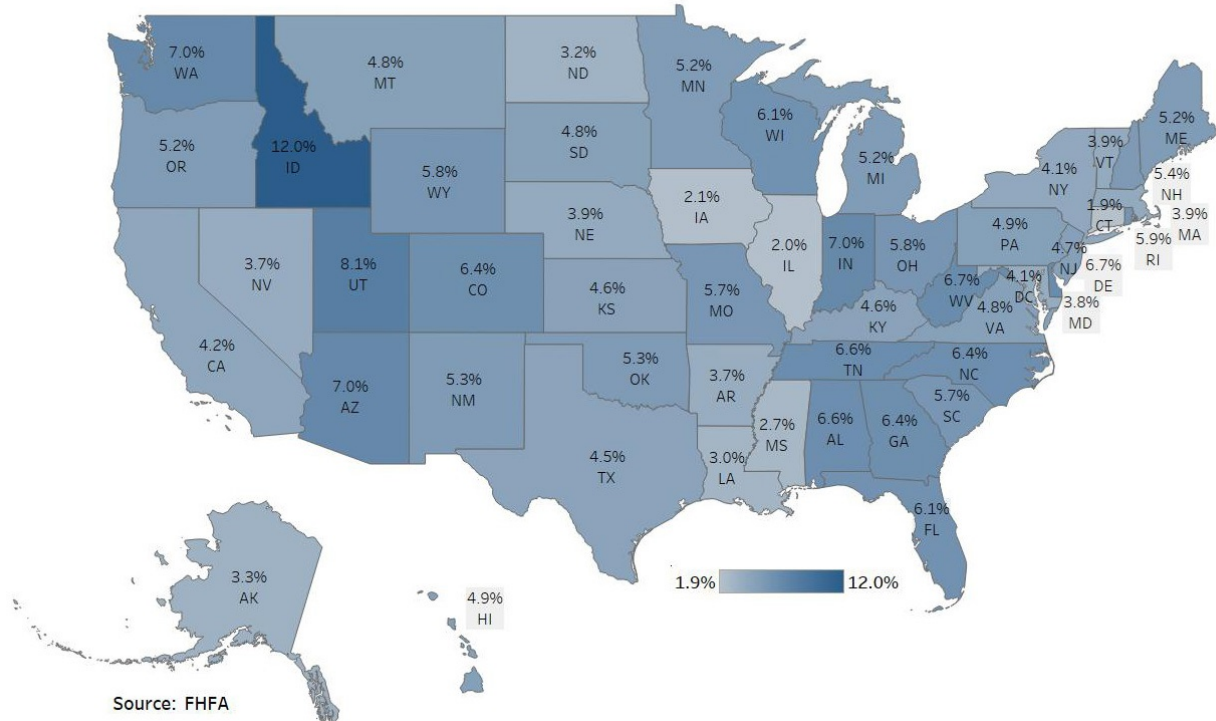 7.0%
WA
4.8%
MT
3.2%
ND
5.2%
MN
6.1%
WI
5.2%
MI
5.2%
ME
3.9%
VT
5.4%
NH
4.1%
NY
3.9%
MA
1.9%
CT
5.9%
RI
5.2%
OR
12.0%
ID
5.8%
WY
4.8%
SD
2.1%
IA
3.9%
NE
2.0%
IL
7.0%
IN
5.8%
OH
4.9%
PA
4.7%
NJ
6.7%
DE
4.1%
DC
3.8%
MD
6.7%
WV
4.8%
VA
3.7%
NV
8.1%
UT
6.4%
CO
4.6%
KS
5.7%
MO
4.6%
KY
4.2%
CA
7.0%
AZ
5.3%
NM
5.3%
OK
3.7%
AR
6.6%
TN
6.4%
NC
5.7%
SC
4.5%
TX
3.0%
LA
2.7%
MS
6.6%
AL
6.4%
GA
6.1%
FL
3.3%
AK
4.9%
HI
1.9% 12.0%
Source: FHFA